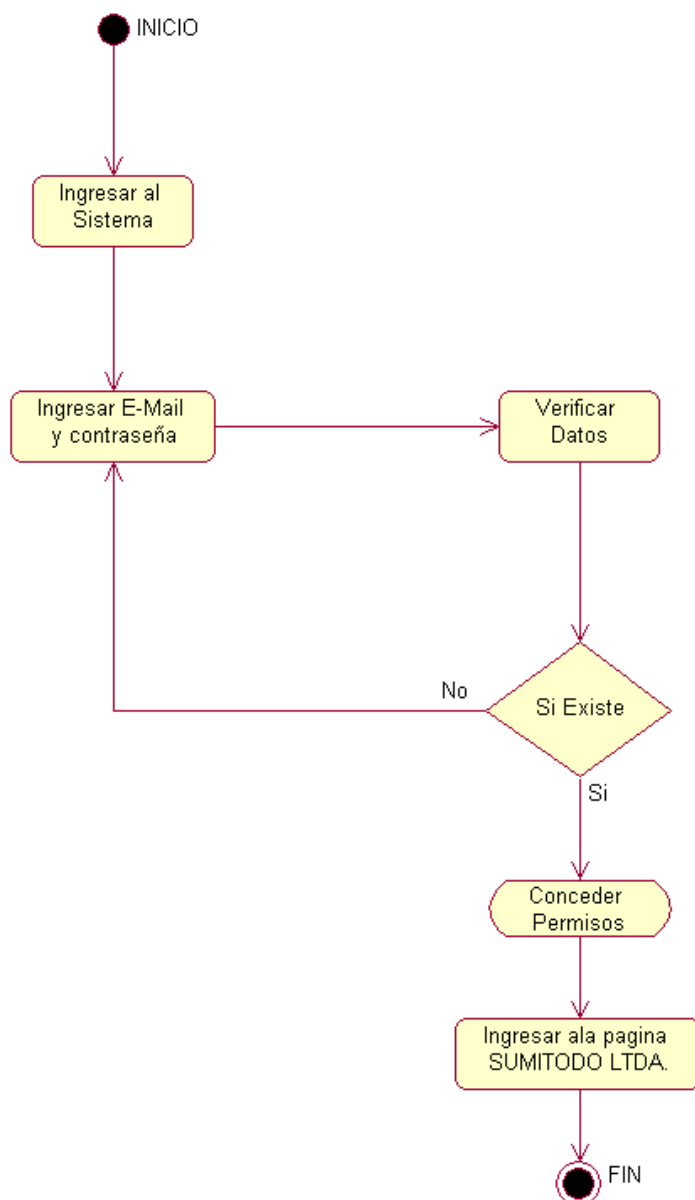 INICIO
Ingresar al
Sistema
Ingresar E-Mail
y contraseña
Verificar
Datos
No
Si Existe
Si
Conceder
Permisos
Ingresar ala pagina
SUMITODO LTDA.
FIN